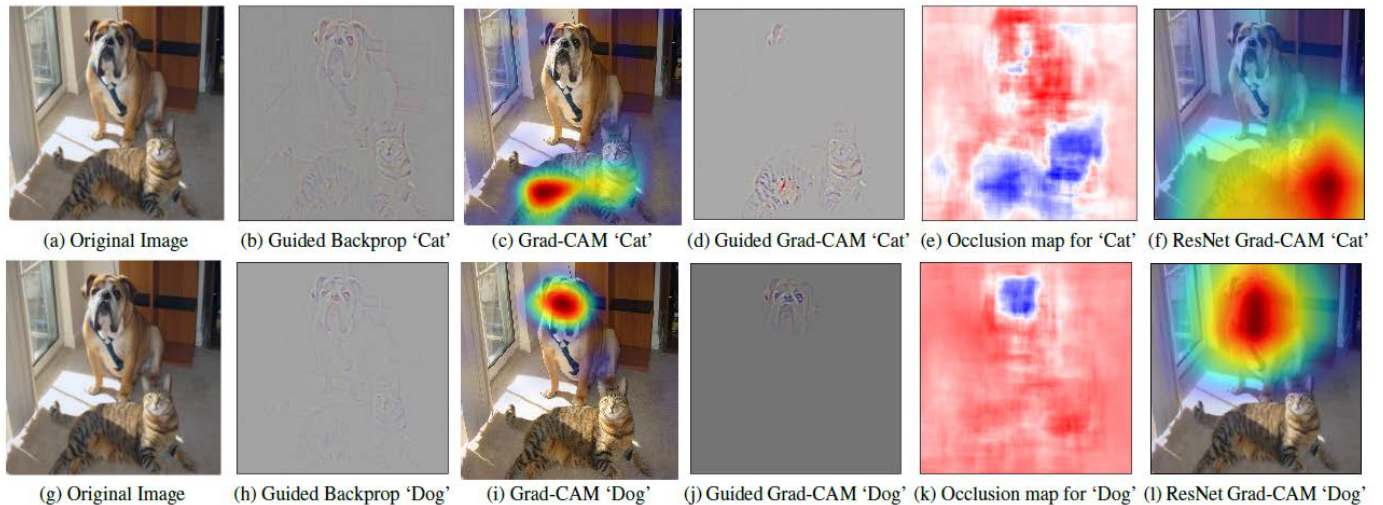 (a) Original Image
(b) Guided Backprop ‘Cat’
(c) Grad-CAM ‘Cat’
(d) Guided Grad-CAM ‘Cat’
(e) Occlusion map for ‘Cat’
(f) ResNet Grad-CAM ‘Cat’
(g) Original Image
(h) Guided Backprop ‘Dog’
(i) Grad-CAM ‘Dog’
(j) Guided Grad-CAM ‘Dog’
(k) Occlusion map for ‘Dog’
(l) ResNet Grad-CAM ‘Dog’